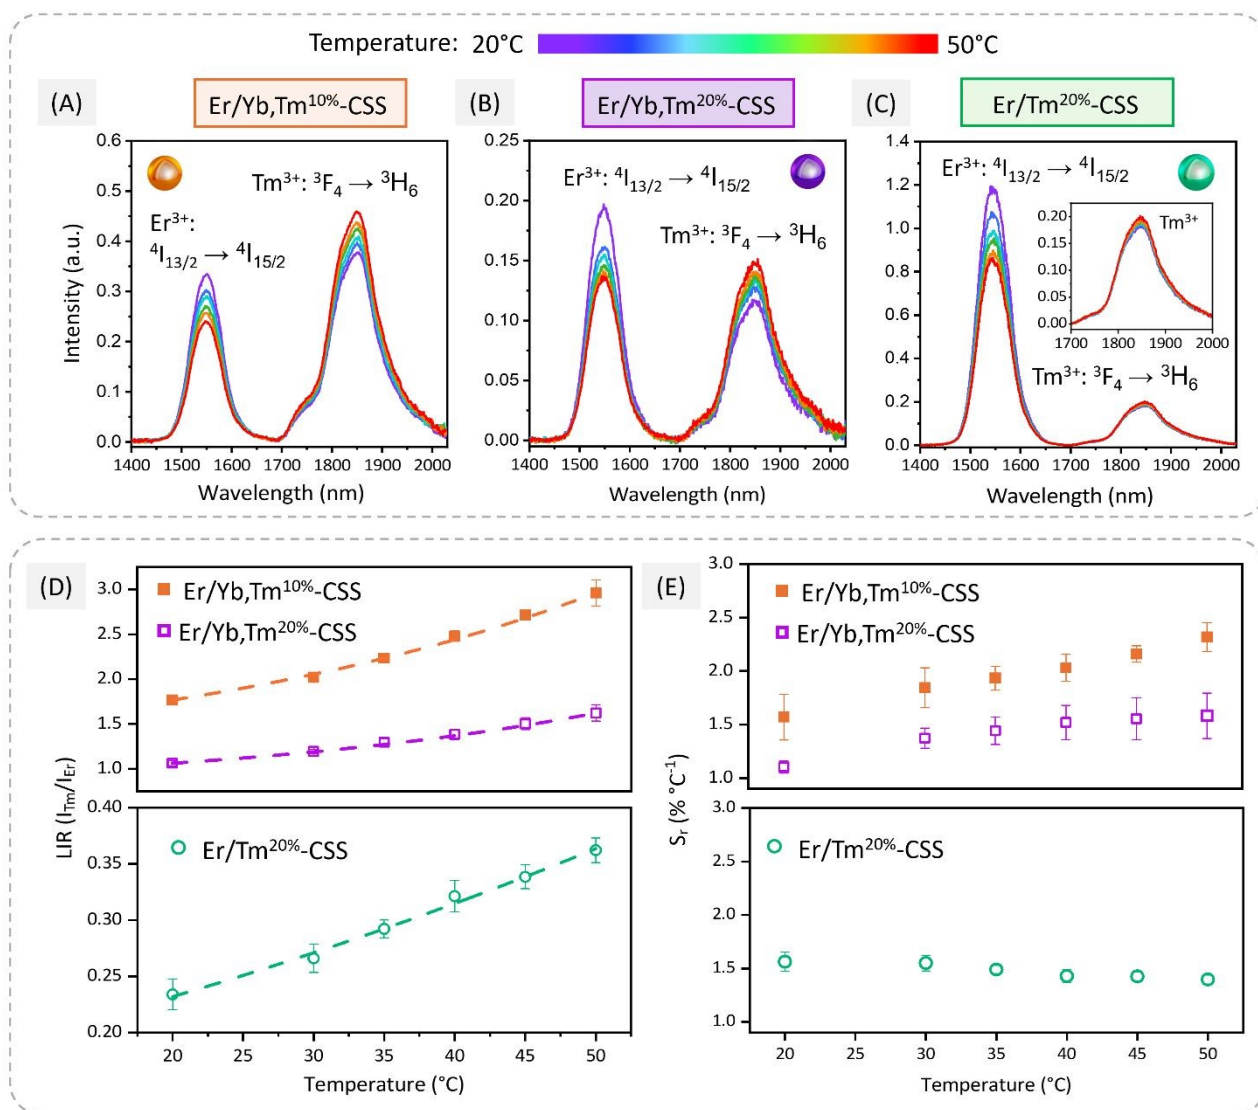 Temperature: 20°C 50°C
(A) Er/Yb,Tm10%-CSS
(B) Er/Yb,Tm20%-CSS
(C) Er/Tm20%-CSS
Intensity (a.u.)
0.6
0.5
0.4
0.3
0.2
0.1
0.0
Tm3+: 3F4 → 3H6
Er3+:
4I13/2 → 4I15/2
1400 1500 1600 1700 1800 1900 2000
Wavelength (nm)
0.25
0.20
0.15
0.10
0.05
0.00
Er3+: 4I13/2 → 4I15/2
Tm3+: 3F4 → 3H6
1400 1500 1600 1700 1800 1900 2000
Wavelength (nm)
1.4
1.2
1.0
0.8
0.6
0.4
0.2
0.0
Er3+: 4I13/2 → 4I15/2
0.20
0.15
0.10
0.05
0.00
Tm3+
1700 1800 1900 2000
Tm3+: 3F4 → 3H6
1400 1500 1600 1700 1800 1900 2000
Wavelength (nm)
(D)
LIR (ITm/IEr)
3.0
2.5
2.0
1.5
1.0
Er/Yb,Tm10%-CSS
Er/Yb,Tm20%-CSS
0.40
0.35
0.30
0.25
0.20
Er/Tm20%-CSS
20 25 30 35 40 45 50
Temperature (°C)
(E)
Sr (% °C-1)
3.0
2.5
2.0
1.5
1.0
Er/Yb,Tm10%-CSS
Er/Yb,Tm20%-CSS
3.0
2.5
2.0
1.5
1.0
Er/Tm20%-CSS
20 25 30 35 40 45 50
Temperature (°C)